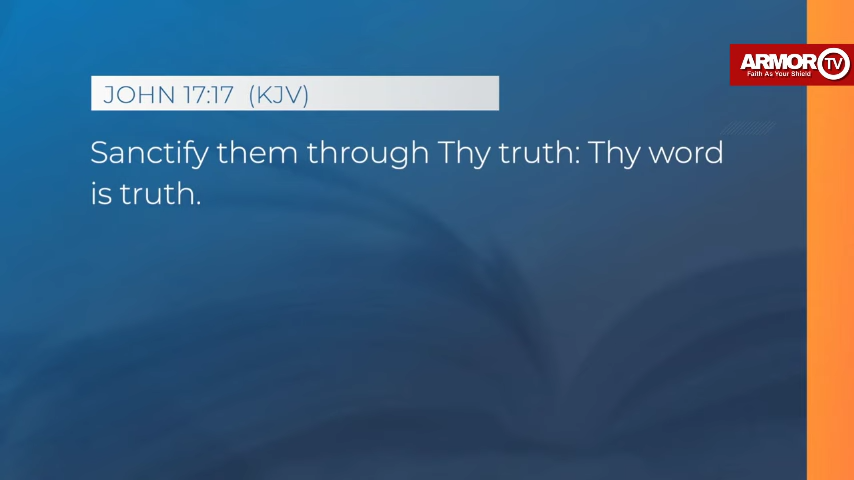 ARMOR TV
Faith As Your Shield
JOHN 17:17 (KJV)
Sanctify them through Thy truth: Thy word
is truth.